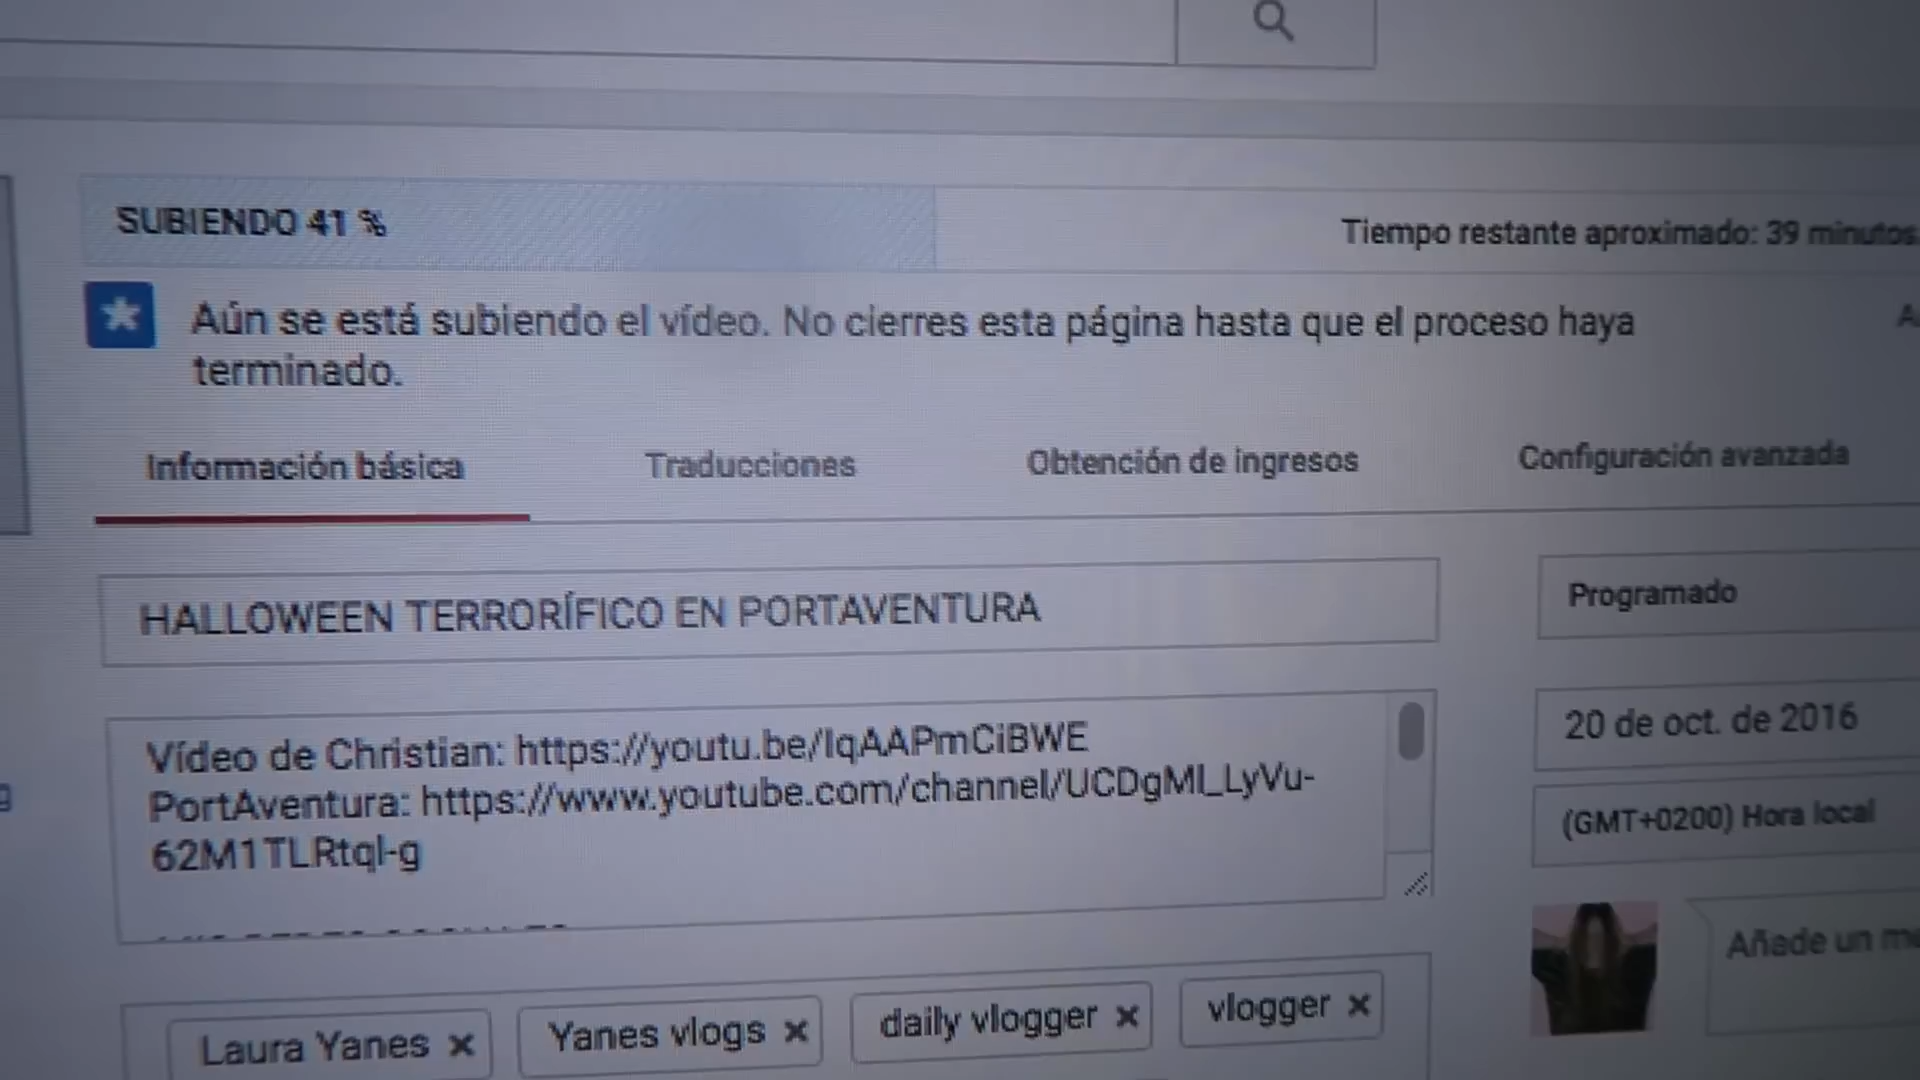 SUBIENDO 41 %
Tiempo restante aproximado: 39 minutos
Aún se está subiendo el vídeo. No cierres esta página hasta que el proceso haya
terminado.
Información básica
Traducciones
Obtención de ingresos
Configuración avanzada
HALLOWEEN TERRORÍFICO EN PORTAVENTURA
Programado
Vídeo de Christian: https://youtu.be/IqAAPmCiBWE
PortAventura: https://www.youtube.com/channel/UCDgMl_LyVu-
62M1TLRtql-g
20 de oct. de 2016
(GMT+0200) Hora local
Añade un
Laura Yanes ×
Yanes vlogs ×
daily vlogger ×
vlogger ×